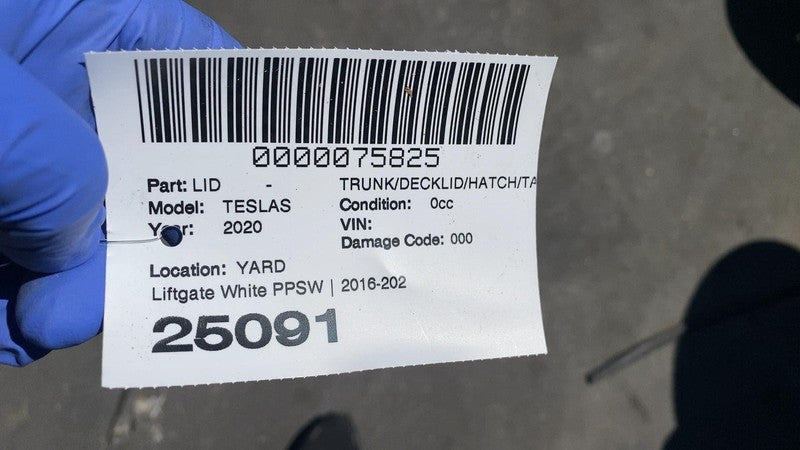 0000075825
Part: LID - TRUNK/DECKLID/HATCH/TA
Model: TESLAS Condition: 0cc
Year: 2020 VIN:
Damage Code: 000
Location: YARD
Liftgate White PPSW | 2016-202
25091